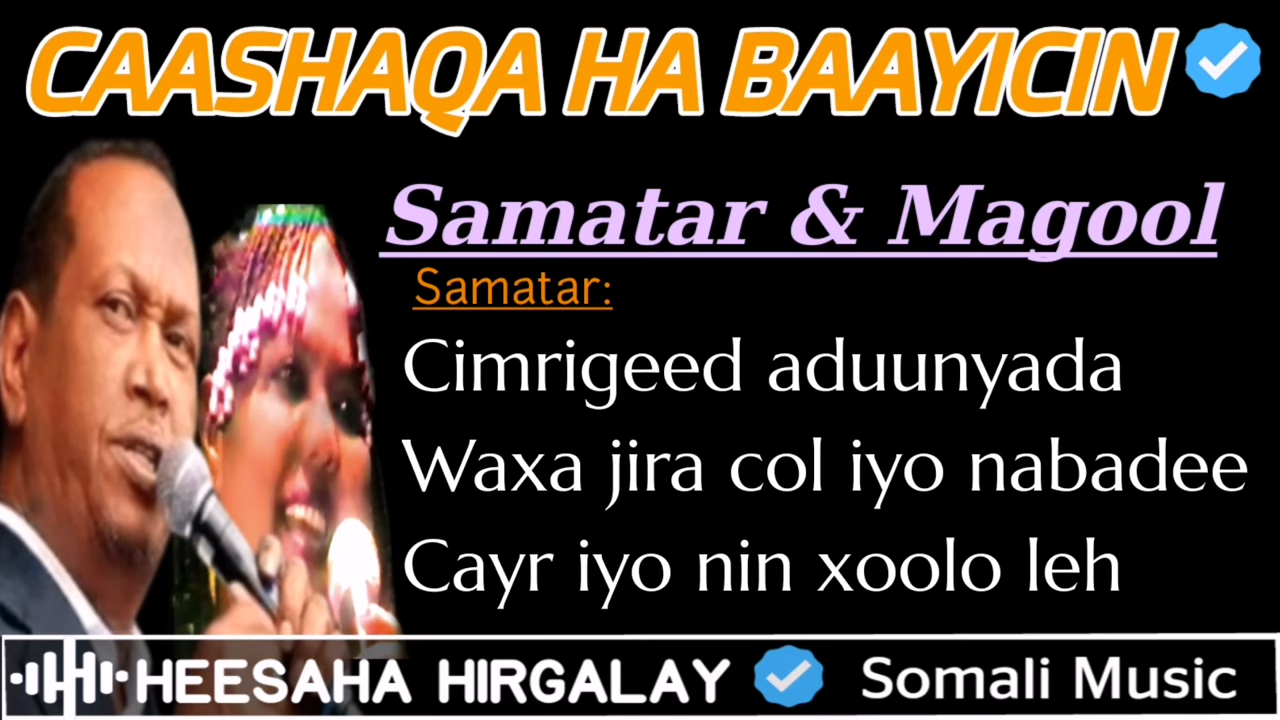 CAASHAQA HA BAAYICIN
Samatar & Magool
Samatar:
Cimrigeed aduunyada
Waxa jira col iyo nabadee
Cayr iyo nin xoolo leh
HEESAHA HIRGALAY Somali Music